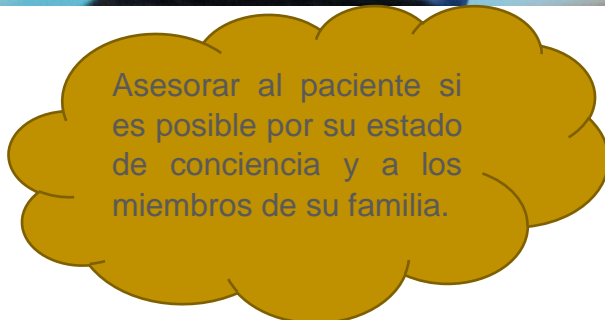 Asesorar al paciente si
es posible por su estado
de conciencia y a los
miembros de su familia.